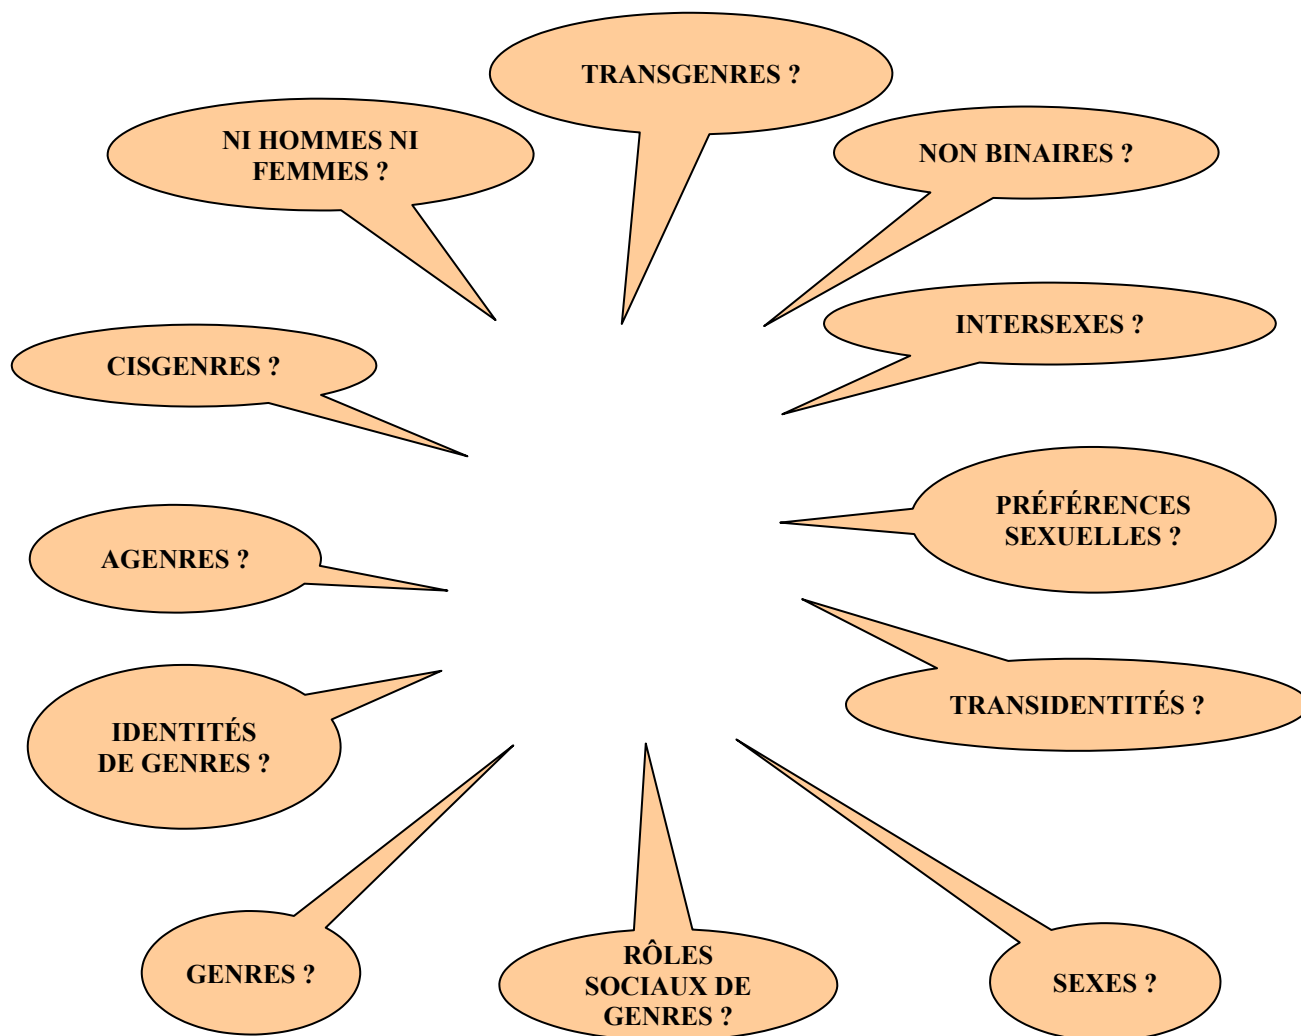 TRANSGENRES ?
NI HOMMES NI
FEMMES ?
NON BINAIRES ?
INTERSEXES ?
CISGENRES ?
PRÉFÉRENCES
SEXUELLES ?
AGENRES ?
TRANSIDENTITÉS ?
IDENTITÉS
DE GENRES ?
GENRES ?
RÔLES
SOCIAUX DE
GENRES ?
SEXES ?